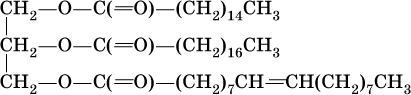 CH₂—O—C(═O)—(CH₂)₁₄CH₃
CH₂—O—C(═O)—(CH₂)₁₆CH₃
CH₂—O—C(═O)—(CH₂)₇CH═CH(CH₂)₇CH₃